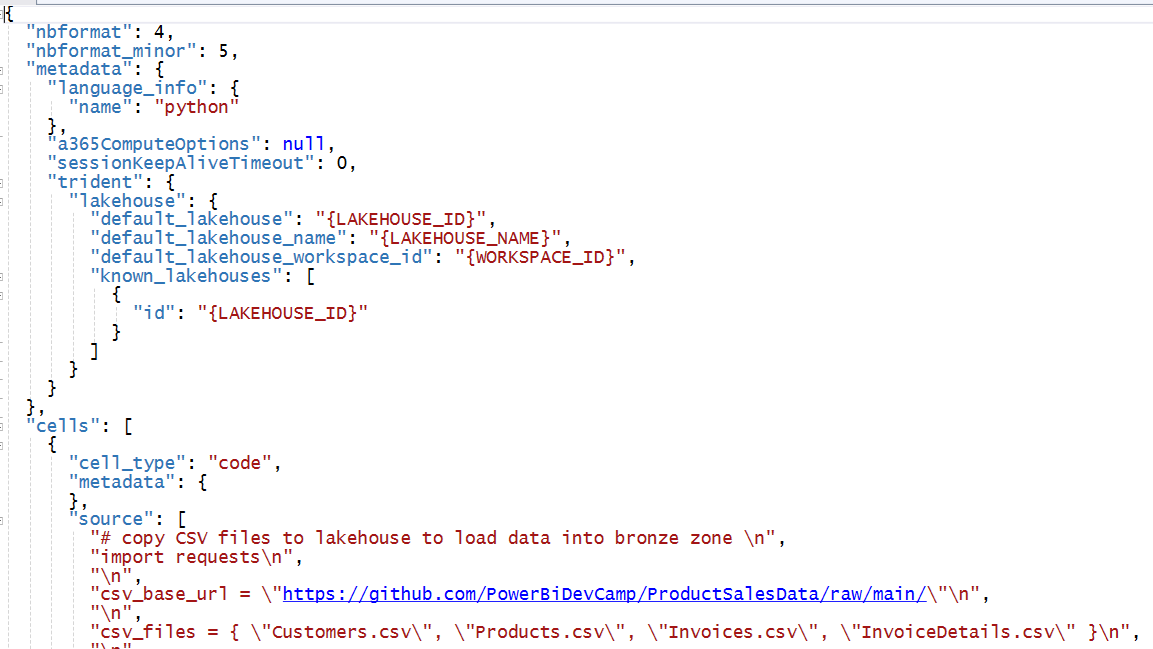 {
  "nbformat": 4,
  "nbformat_minor": 5,
  "metadata": {
    "language_info": {
      "name": "python"
    },
    "a365ComputeOptions": null,
    "sessionKeepAliveTimeout": 0,
    "trident": {
      "lakehouse": {
        "default_lakehouse": "{LAKEHOUSE_ID}",
        "default_lakehouse_name": "{LAKEHOUSE_NAME}",
        "default_lakehouse_workspace_id": "{WORKSPACE_ID}",
        "known_lakehouses": [
          {
            "id": "{LAKEHOUSE_ID}"
          }
        ]
      }
    }
  },
  "cells": [
    {
      "cell_type": "code",
      "metadata": {
      },
      "source": [
        "# copy CSV files to lakehouse to load data into bronze zone \n",
        "import requests\n",
        "\n",
        "csv_base_url = \"https://github.com/PowerBiDevCamp/ProductSalesData/raw/main/\"\n",
        "\n",
        "csv_files = { \"Customers.csv\", \"Products.csv\", \"Invoices.csv\", \"InvoiceDetails.csv\" }\n",